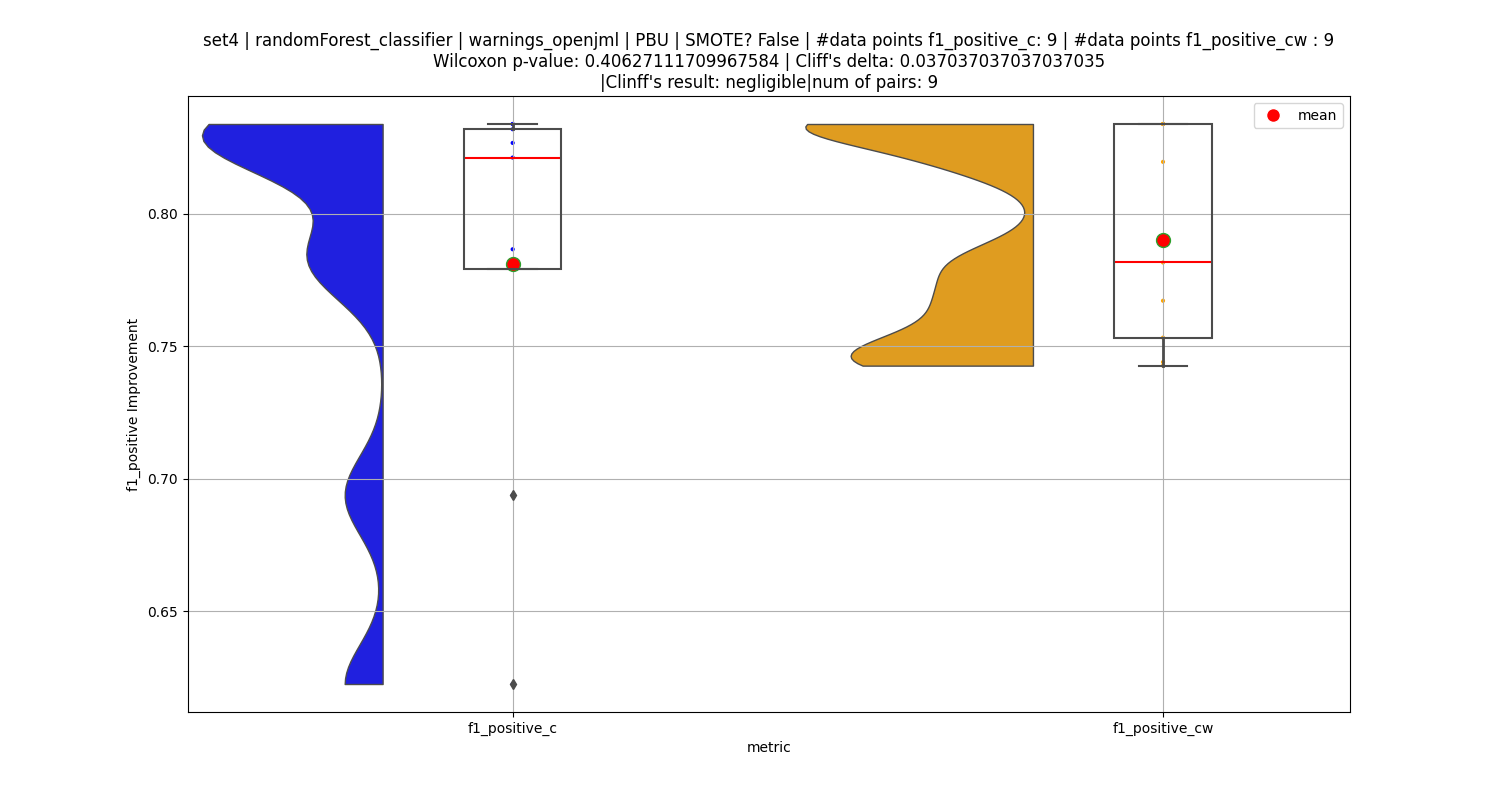 set4 | randomForest_classifier | warnings_openjml | PBU | SMOTE? False | #data points f1_positive_c: 9 | #data points f1_positive_cw : 9
Wilcoxon p-value: 0.40627111709967584 | Cliff's delta: 0.037037037037037035
|Clinff's result: negligible|num of pairs: 9
mean
0.80
0.75
0.70
0.65
f1_positive Improvement
f1_positive_c
f1_positive_cw
metric